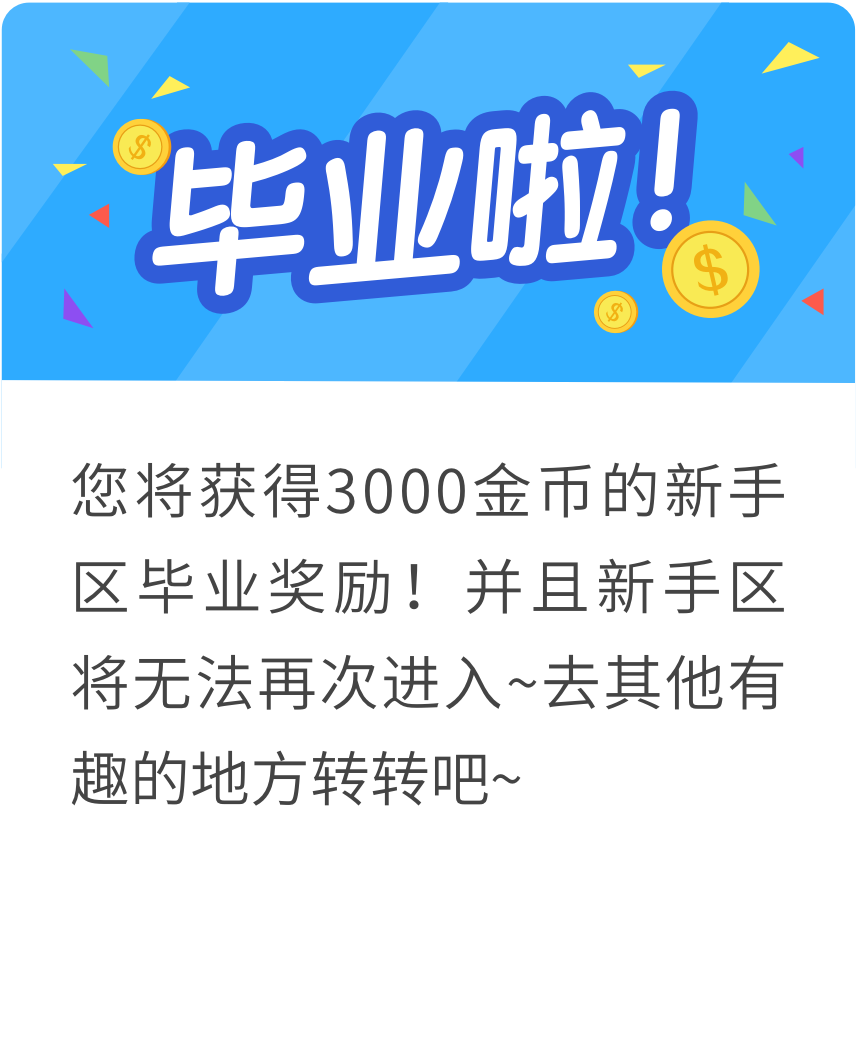 毕业啦!
您将获得3000金币的新手
区毕业奖励！并且新手区
将无法再次进入~去其他有
趣的地方转转吧~